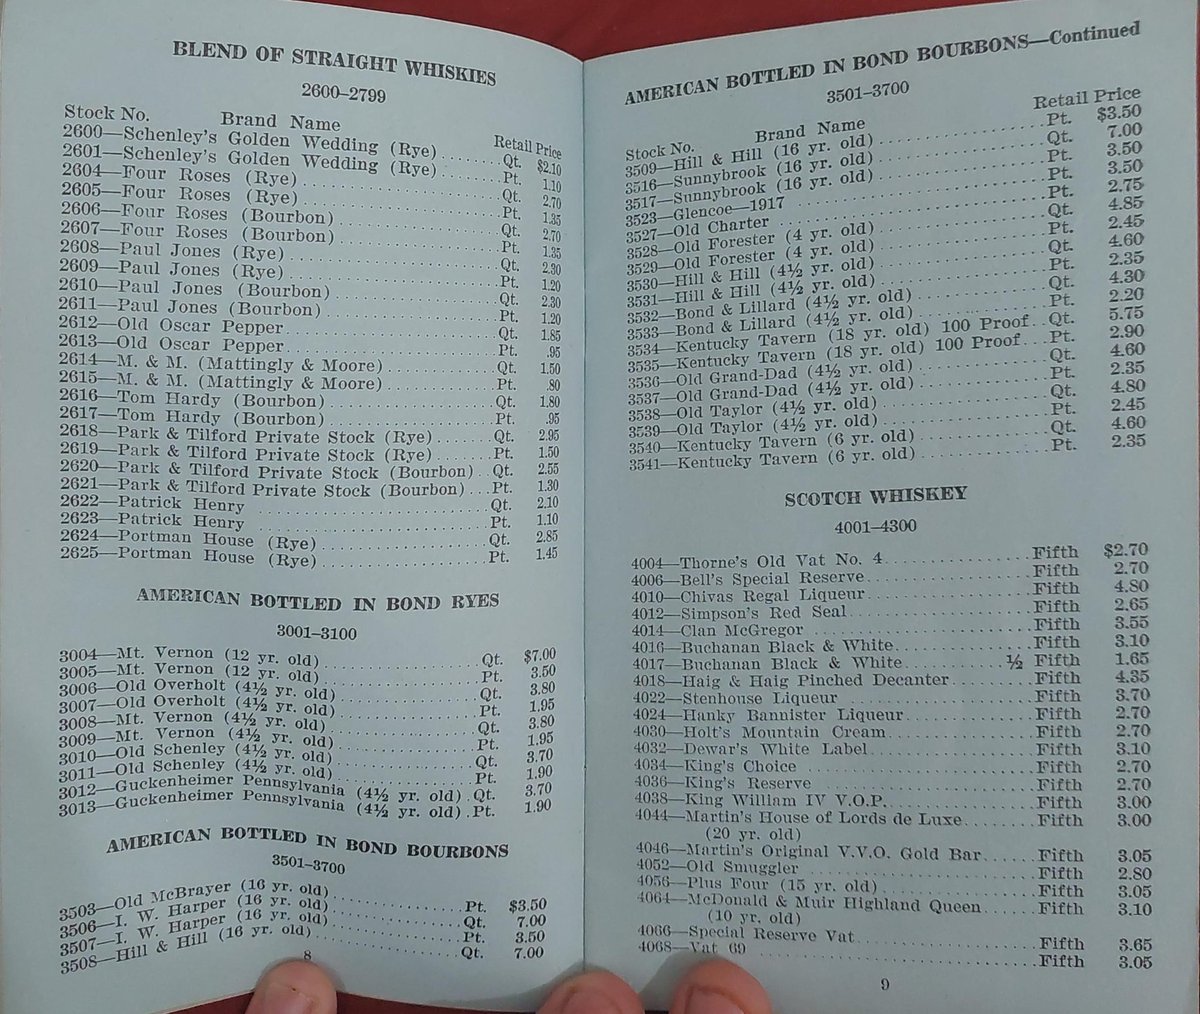 BLEND OF STRAIGHT WHISKIES
2600–2799
Stock No. Brand Name Retail Price
2600—Schenley's Golden Wedding (Rye) ........ Qt. $2.10
2601—Schenley's Golden Wedding (Rye) ........ Pt. 1.10
2604—Four Roses (Rye) ........ Qt. 2.70
2605—Four Roses (Rye) ........ Pt. 1.35
2606—Four Roses (Bourbon) ........ Qt. 2.70
2607—Four Roses (Bourbon) ........ Pt. 1.35
2608—Paul Jones (Rye) ........ Qt. 2.30
2609—Paul Jones (Rye) ........ Pt. 1.20
2610—Paul Jones (Bourbon) ........ Qt. 2.30
2611—Paul Jones (Bourbon) ........ Pt. 1.20
2612—Old Oscar Pepper ........ Qt. 1.85
2613—Old Oscar Pepper ........ Pt. .95
2614—M. & M. (Mattingly & Moore) ........ Qt. 1.50
2615—M. & M. (Mattingly & Moore) ........ Pt. .80
2616—Tom Hardy (Bourbon) ........ Qt. 1.80
2617—Tom Hardy (Bourbon) ........ Pt. .95
2618—Park & Tilford Private Stock (Rye) ........ Qt. 2.95
2619—Park & Tilford Private Stock (Rye) ........ Pt. 1.50
2620—Park & Tilford Private Stock (Bourbon) .. Qt. 2.55
2621—Park & Tilford Private Stock (Bourbon) ... Pt. 1.30
2622—Patrick Henry ........ Qt. 2.10
2623—Patrick Henry ........ Pt. 1.10
2624—Portman House (Rye) ........ Qt. 2.85
2625—Portman House (Rye) ........ Pt. 1.45
AMERICAN BOTTLED IN BOND RYES
3001–3100
3004—Mt. Vernon (12 yr. old) ........ Qt. $7.00
3005—Mt. Vernon (12 yr. old) ........ Pt. 3.50
3006—Old Overholt (4½ yr. old) ........ Qt. 3.80
3007—Old Overholt (4½ yr. old) ........ Pt. 1.95
3008—Mt. Vernon (4½ yr. old) ........ Qt. 3.80
3009—Mt. Vernon (4½ yr. old) ........ Pt. 1.95
3010—Old Schenley (4½ yr. old) ........ Qt. 3.70
3011—Old Schenley (4½ yr. old) ........ Pt. 1.90
3012—Guckenheimer Pennsylvania (4½ yr. old) . Qt. 3.70
3013—Guckenheimer Pennsylvania (4½ yr. old) . Pt. 1.90
AMERICAN BOTTLED IN BOND BOURBONS
3501–3700
3503—Old McBrayer (16 yr. old) ........ Pt. $3.50
3506—I. W. Harper (16 yr. old) ........ Qt. 7.00
3507—I. W. Harper (16 yr. old) ........ Pt. 3.50
3508—Hill & Hill (16 yr. old) ........ Qt. 7.00
8
AMERICAN BOTTLED IN BOND BOURBONS—Continued
3501–3700
Stock No. Brand Name Retail Price
3509—Hill & Hill (16 yr. old) ........ Pt. $3.50
3516—Sunnybrook (16 yr. old) ........ Qt. 7.00
3517—Sunnybrook (16 yr. old) ........ Pt. 3.50
3523—Glencoe—1917 ........ Pt. 3.50
3527—Old Charter ........ Pt. 2.75
3528—Old Forester (4 yr. old) ........ Qt. 4.85
3529—Old Forester (4 yr. old) ........ Pt. 2.45
3530—Hill & Hill (4½ yr. old) ........ Qt. 4.60
3531—Hill & Hill (4½ yr. old) ........ Pt. 2.35
3532—Bond & Lillard (4½ yr. old) ........ Qt. 4.30
3533—Bond & Lillard (4½ yr. old) ........ Pt. 2.20
3534—Kentucky Tavern (18 yr. old) 100 Proof .. Qt. 5.75
3535—Kentucky Tavern (18 yr. old) 100 Proof ... Pt. 2.90
3536—Old Grand-Dad (4½ yr. old) ........ Qt. 4.60
3537—Old Grand-Dad (4½ yr. old) ........ Pt. 2.35
3538—Old Taylor (4½ yr. old) ........ Qt. 4.80
3539—Old Taylor (4½ yr. old) ........ Pt. 2.45
3540—Kentucky Tavern (6 yr. old) ........ Qt. 4.60
3541—Kentucky Tavern (6 yr. old) ........ Pt. 2.35
SCOTCH WHISKEY
4001–4300
4004—Thorne's Old Vat No. 4 ........ Fifth $2.70
4006—Bell's Special Reserve ........ Fifth 2.70
4010—Chivas Regal Liqueur ........ Fifth 4.80
4012—Simpson's Red Seal ........ Fifth 2.65
4014—Clan McGregor ........ Fifth 3.55
4016—Buchanan Black & White ........ Fifth 3.10
4017—Buchanan Black & White ........ ½ Fifth 1.65
4018—Haig & Haig Pinched Decanter ........ Fifth 4.35
4022—Stenhouse Liqueur ........ Fifth 3.70
4024—Hanky Bannister Liqueur ........ Fifth 2.70
4030—Holt's Mountain Cream ........ Fifth 2.70
4032—Dewar's White Label ........ Fifth 3.10
4034—King's Choice ........ Fifth 2.70
4036—King's Reserve ........ Fifth 2.70
4038—King William IV V.O.P. ........ Fifth 3.00
4044—Martin's House of Lords de Luxe ........ Fifth 3.00
(20 yr. old)
4046—Martin's Original V.V.O. Gold Bar ...... Fifth 3.05
4052—Old Smuggler ........ Fifth 2.80
4056—Plus Four (15 yr. old) ........ Fifth 3.05
4064—McDonald & Muir Highland Queen ...... Fifth 3.10
(10 yr. old)
4066—Special Reserve Vat ........ Fifth 3.65
4068—Vat 69 ........ Fifth 3.05
9